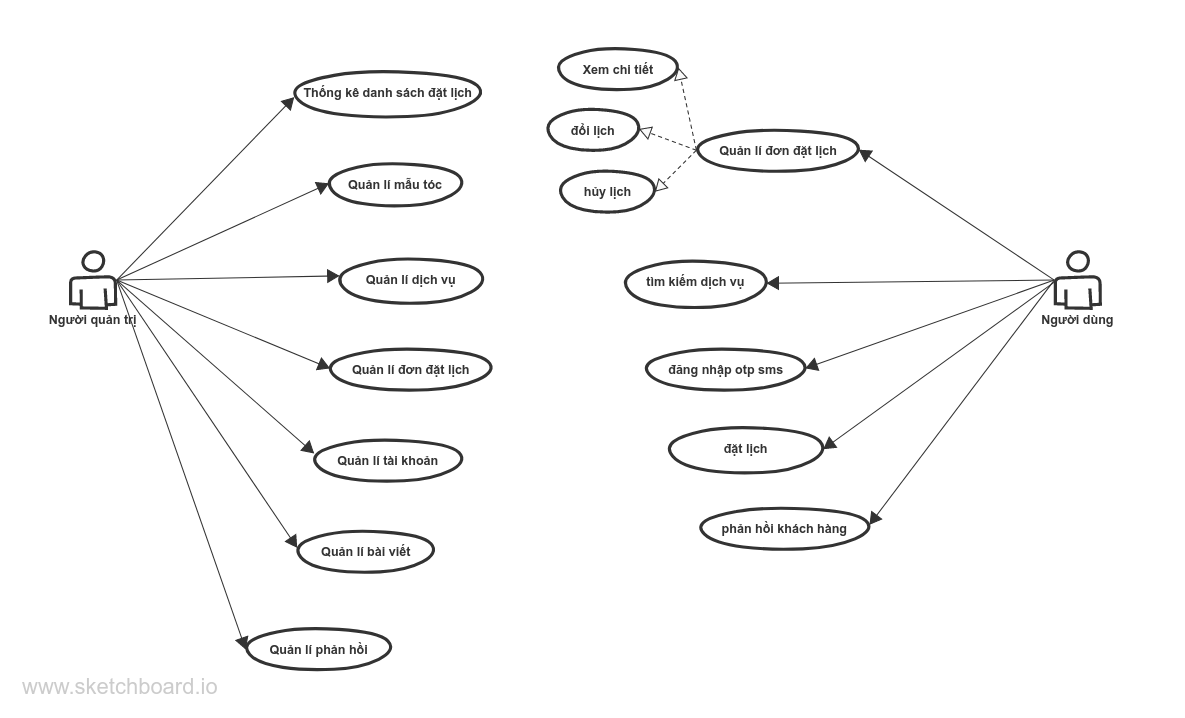 Xem chi tiết
Thống kê danh sách đặt lịch
đổi lịch
Quản lí đơn đặt lịch
Quản lí mẫu tóc
hủy lịch
Quản lí dịch vụ
tìm kiếm dịch vụ
Người quản trị
Người dùng
Quản lí đơn đặt lịch
đăng nhập otp sms
đặt lịch
Quản lí tài khoản
phản hồi khách hàng
Quản lí bài viết
Quản lí phản hồi
www.sketchboard.io